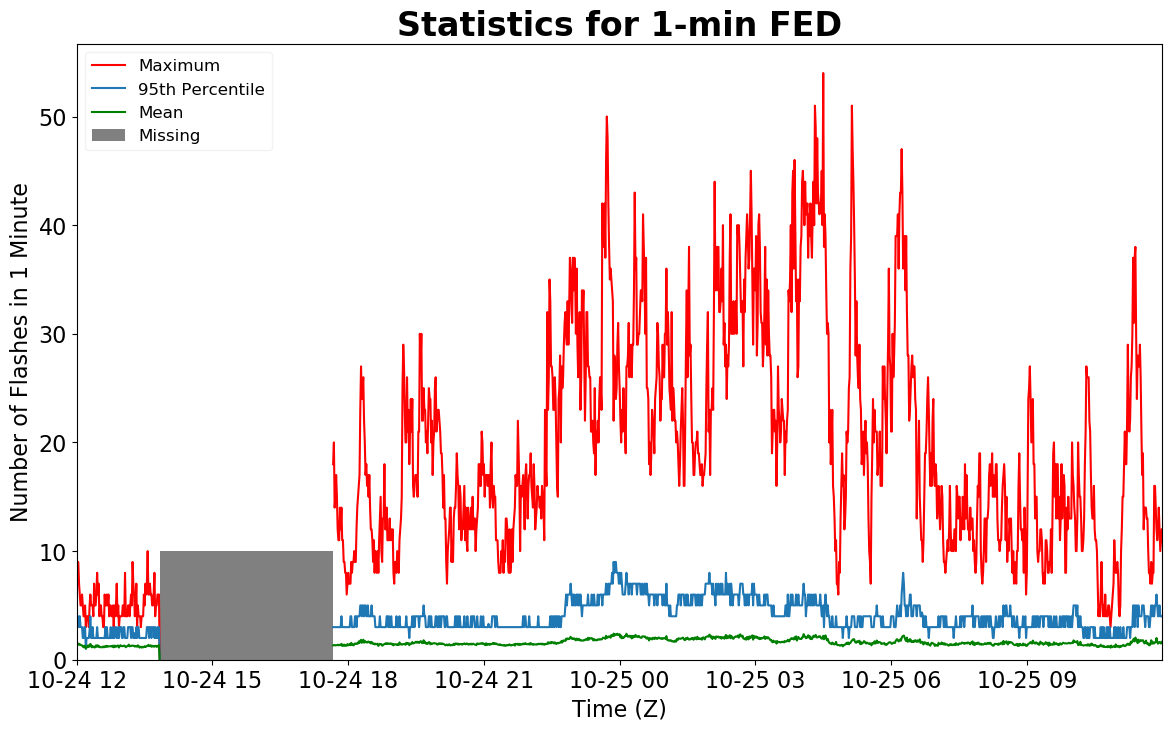 Statistics for 1-min FED
Maximum
95th Percentile
Mean
Missing
Number of Flashes in 1 Minute
50
40
30
20
10
0
10-24 12 10-24 15 10-24 18 10-24 21 10-25 00 10-25 03 10-25 06 10-25 09
Time (Z)